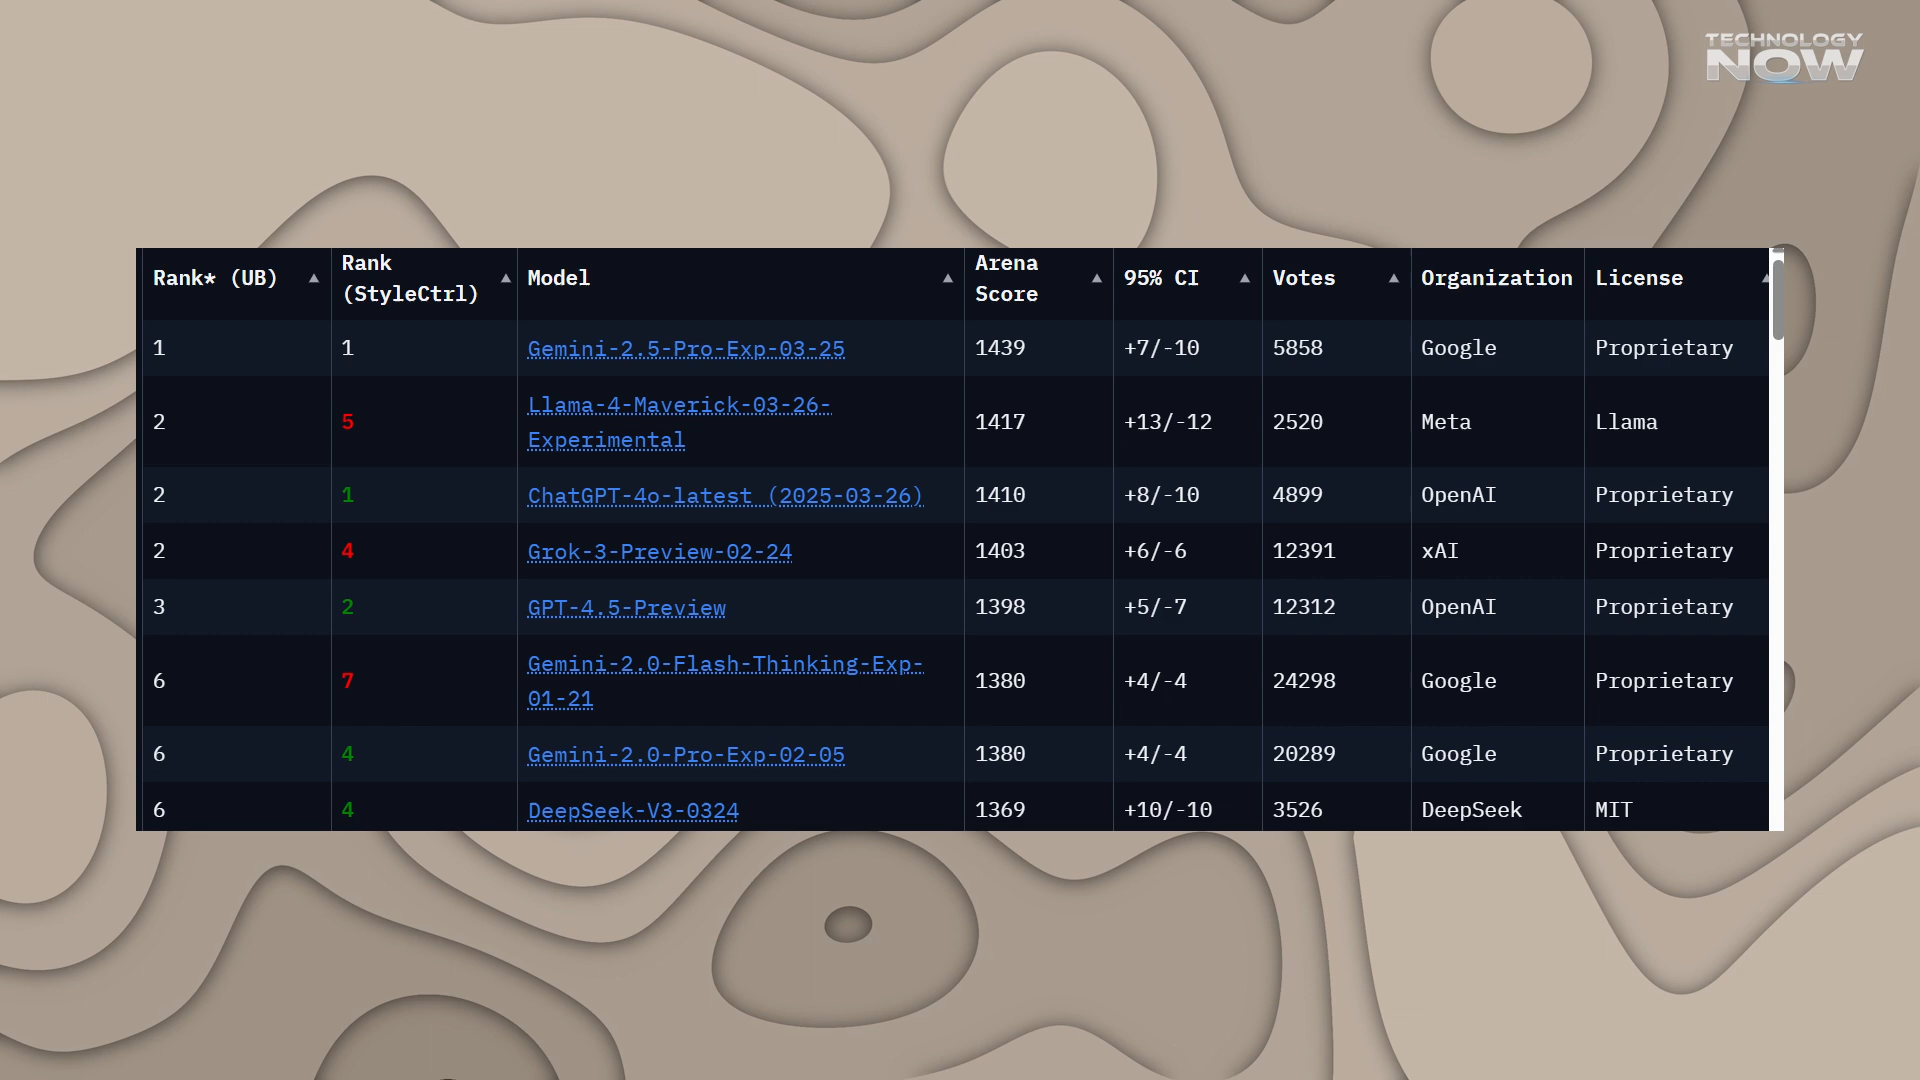 TECHNOLOGY
NOW
Rank* (UB) ▲ Rank (StyleCtrl) ▲ Model ▲ Arena Score ▲ 95% CI ▲ Votes ▲ Organization License ▲
1 1 Gemini-2.5-Pro-Exp-03-25 1439 +7/-10 5858 Google Proprietary
2 5 Llama-4-Maverick-03-26-Experimental 1417 +13/-12 2520 Meta Llama
2 1 ChatGPT-4o-latest (2025-03-26) 1410 +8/-10 4899 OpenAI Proprietary
2 4 Grok-3-Preview-02-24 1403 +6/-6 12391 xAI Proprietary
3 2 GPT-4.5-Preview 1398 +5/-7 12312 OpenAI Proprietary
6 7 Gemini-2.0-Flash-Thinking-Exp-01-21 1380 +4/-4 24298 Google Proprietary
6 4 Gemini-2.0-Pro-Exp-02-05 1380 +4/-4 20289 Google Proprietary
6 4 DeepSeek-V3-0324 1369 +10/-10 3526 DeepSeek MIT